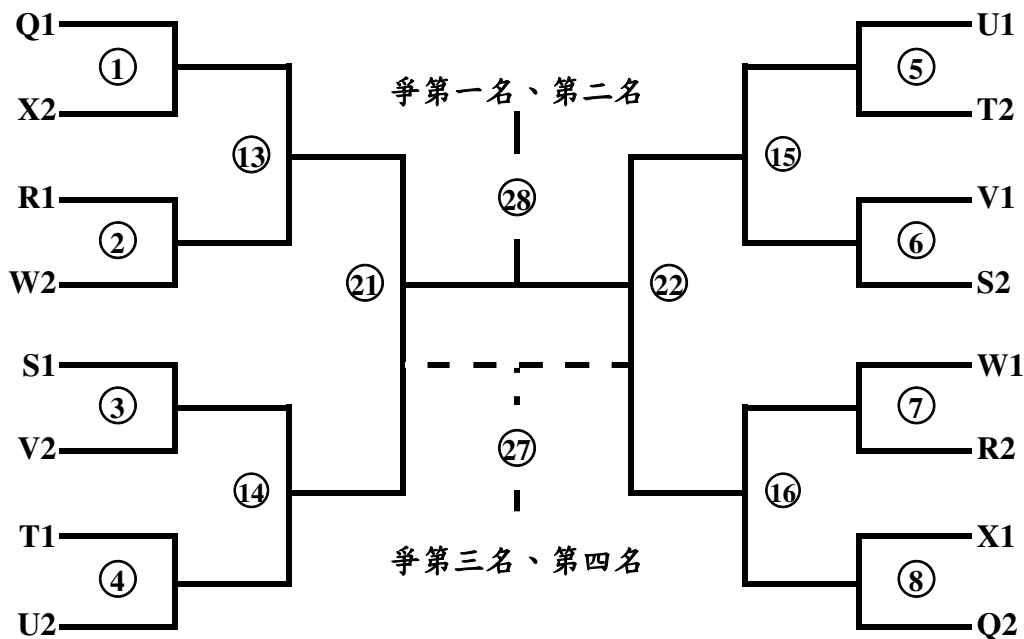 Q1 U1
① ⑤
爭第一名、第二名
X2 T2
⑬ ⑮
R1 ㉘ V1
② ⑥
W2 ㉑ ㉒ S2
S1 W1
③ ⑦
V2 ㉗ R2
⑭ ⑯
T1 X1
爭第三名、第四名
④ ⑧
U2 Q2